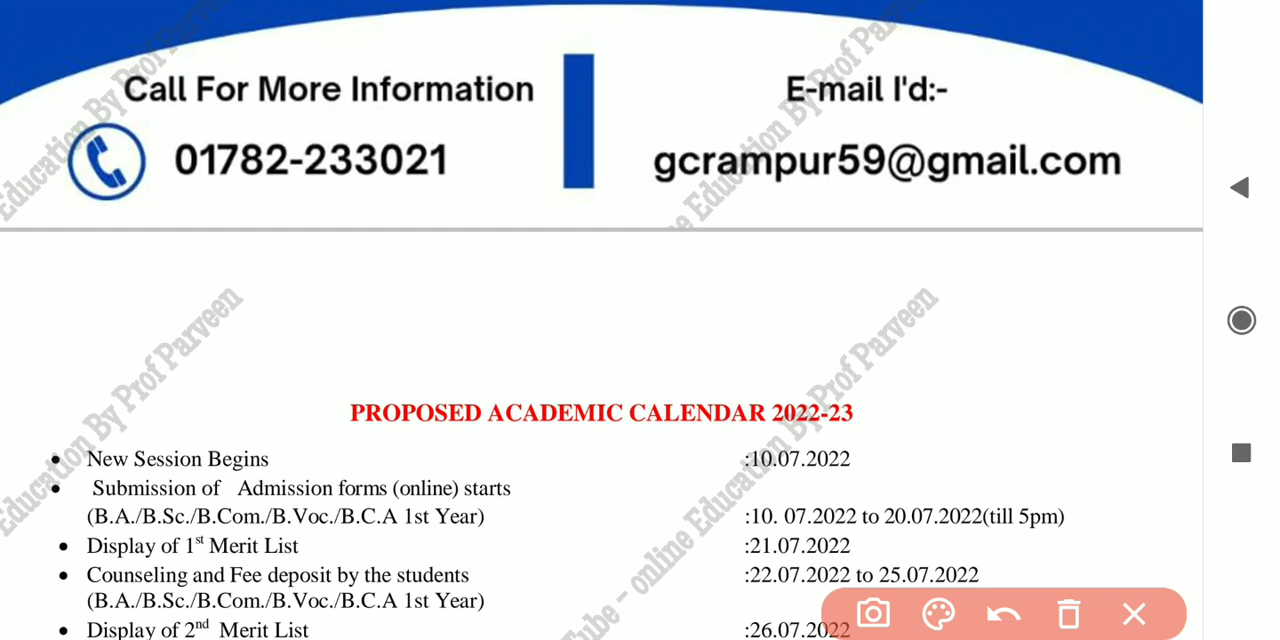 Call For More Information
01782-233021
E-mail I'd:-
gcrampur59@gmail.com
PROPOSED ACADEMIC CALENDAR 2022-23
• New Session Begins :10.07.2022
• Submission of Admission forms (online) starts
(B.A./B.Sc./B.Com./B.Voc./B.C.A 1st Year) :10. 07.2022 to 20.07.2022(till 5pm)
• Display of 1st Merit List :21.07.2022
• Counseling and Fee deposit by the students :22.07.2022 to 25.07.2022
(B.A./B.Sc./B.Com./B.Voc./B.C.A 1st Year)
• Display of 2nd Merit List :26.07.2022
Education By Prof Parveen
Education By Prof Parveen
Education By Prof Parveen
Tube - online Education By Prof Parveen